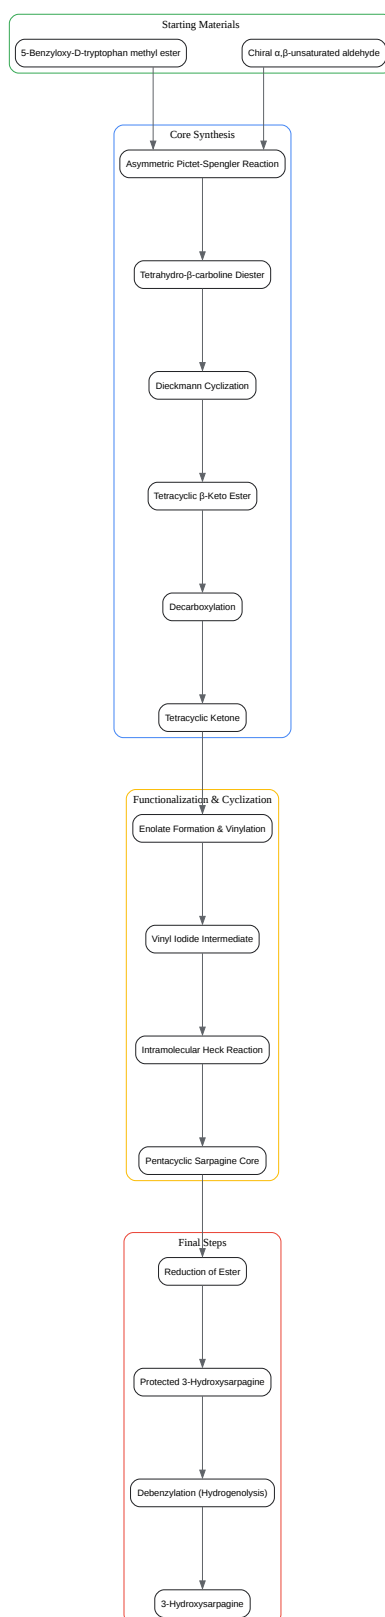 Starting Materials
5-Benzyloxy-D-tryptophan methyl ester
Chiral α,β-unsaturated aldehyde
Core Synthesis
Asymmetric Pictet-Spengler Reaction
Tetrahydro-β-carboline Diester
Dieckmann Cyclization
Tetracyclic β-Keto Ester
Decarboxylation
Tetracyclic Ketone
Functionalization & Cyclization
Enolate Formation & Vinylation
Vinyl Iodide Intermediate
Intramolecular Heck Reaction
Pentacyclic Sarpagine Core
Final Steps
Reduction of Ester
Protected 3-Hydroxysarpagine
Debenzylation (Hydrogenolysis)
3-Hydroxysarpagine